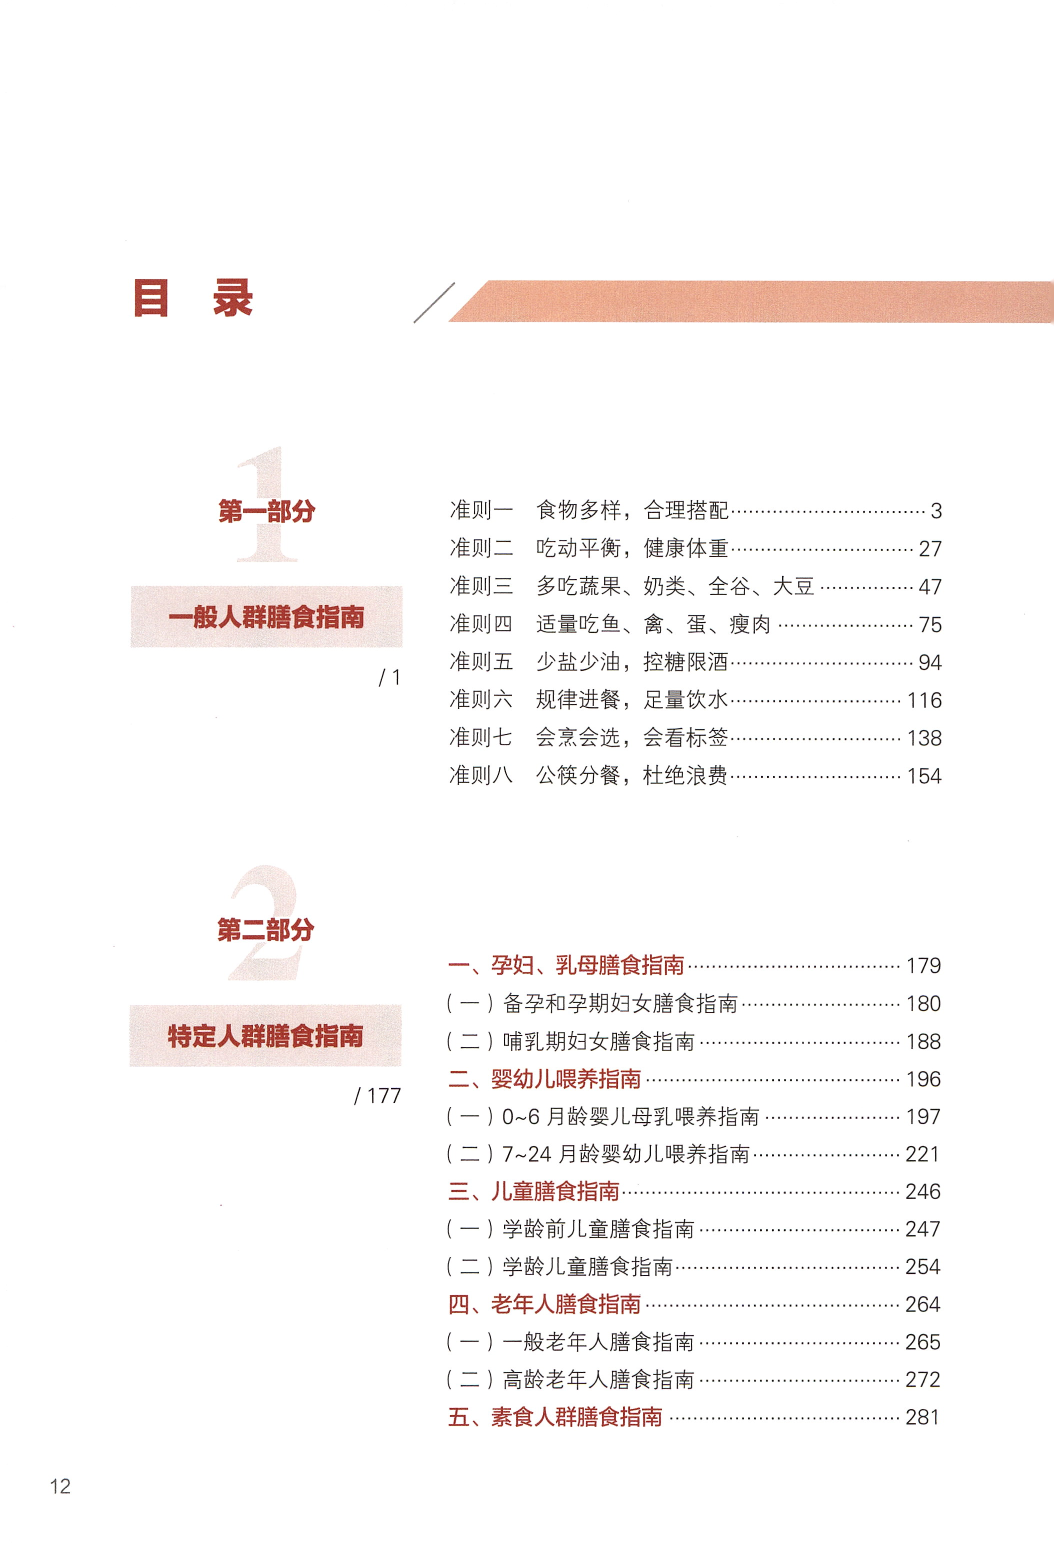 目 录
1
第一部分
一般人群膳食指南
/ 1
准则一 食物多样，合理搭配 3
准则二 吃动平衡，健康体重 27
准则三 多吃蔬果、奶类、全谷、大豆 47
准则四 适量吃鱼、禽、蛋、瘦肉 75
准则五 少盐少油，控糖限酒 94
准则六 规律进餐，足量饮水 116
准则七 会烹会选，会看标签 138
准则八 公筷分餐，杜绝浪费 154
2
第二部分
特定人群膳食指南
/ 177
一、孕妇、乳母膳食指南 179
（一）备孕和孕期妇女膳食指南 180
（二）哺乳期妇女膳食指南 188
二、婴幼儿喂养指南 196
（一）0~6 月龄婴儿母乳喂养指南 197
（二）7~24 月龄婴幼儿喂养指南 221
三、儿童膳食指南 246
（一）学龄前儿童膳食指南 247
（二）学龄儿童膳食指南 254
四、老年人膳食指南 264
（一）一般老年人膳食指南 265
（二）高龄老年人膳食指南 272
五、素食人群膳食指南 281
12